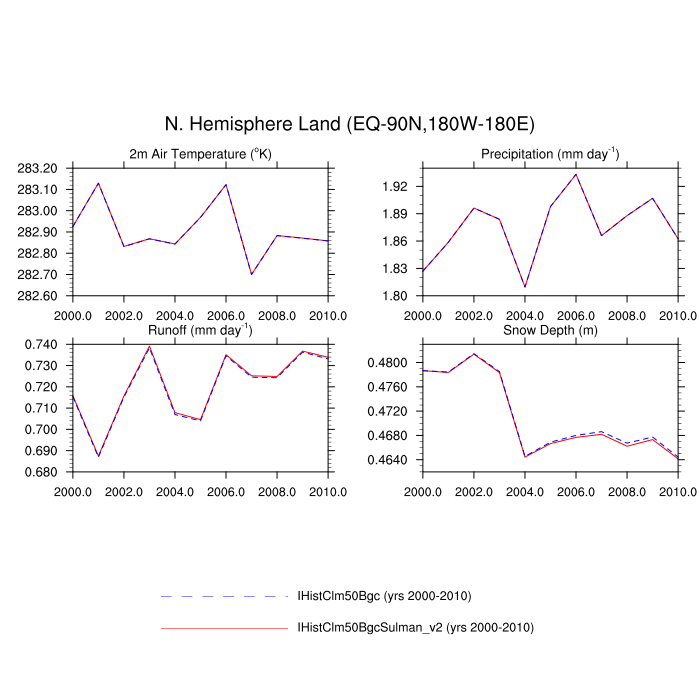 N. Hemisphere Land (EQ-90N,180W-180E)
2m Air Temperature (°K)
283.20
283.10
283.00
282.90
282.80
282.70
282.60
2000.0 2002.0 2004.0 2006.0 2008.0 2010.0
Precipitation (mm day⁻¹)
1.92
1.89
1.86
1.83
1.80
2000.0 2002.0 2004.0 2006.0 2008.0 2010.0
Runoff (mm day⁻¹)
0.740
0.730
0.720
0.710
0.700
0.690
0.680
2000.0 2002.0 2004.0 2006.0 2008.0 2010.0
Snow Depth (m)
0.4800
0.4760
0.4720
0.4680
0.4640
2000.0 2002.0 2004.0 2006.0 2008.0 2010.0
IHistClm50Bgc (yrs 2000-2010)
IHistClm50BgcSulman_v2 (yrs 2000-2010)